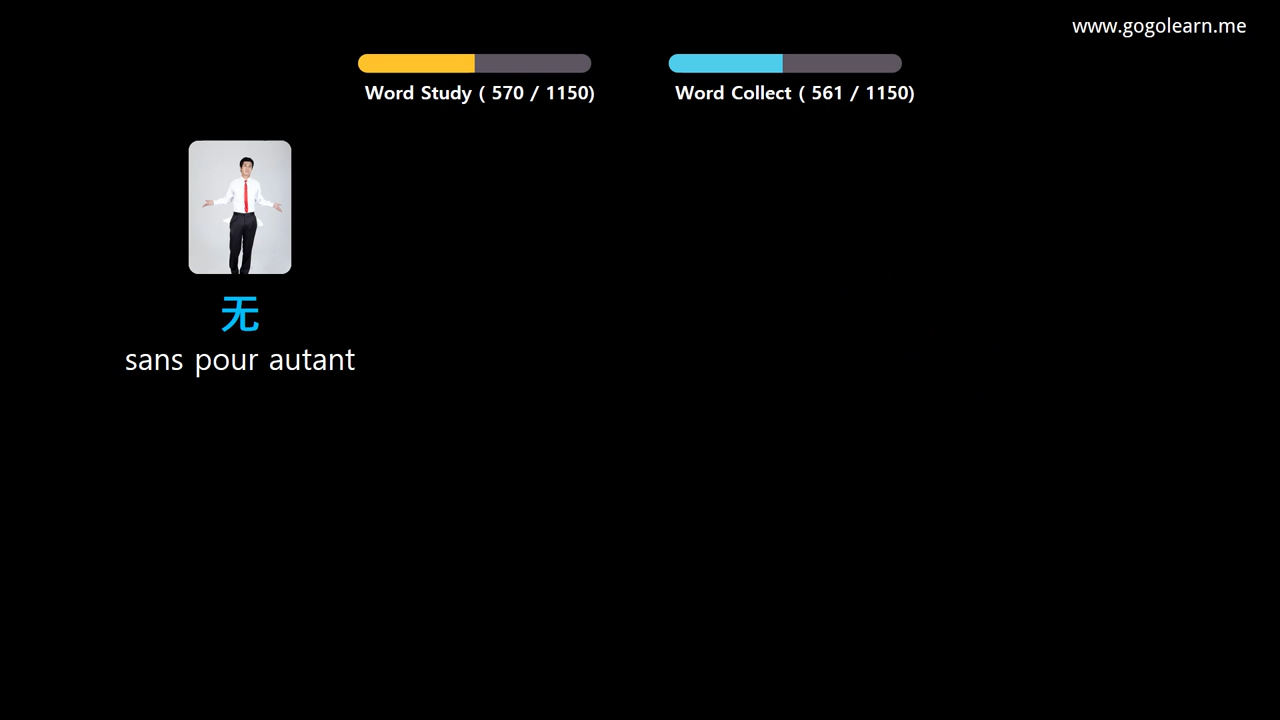 www.gogolearn.me
Word Study ( 570 / 1150)
Word Collect ( 561 / 1150)
无
sans pour autant